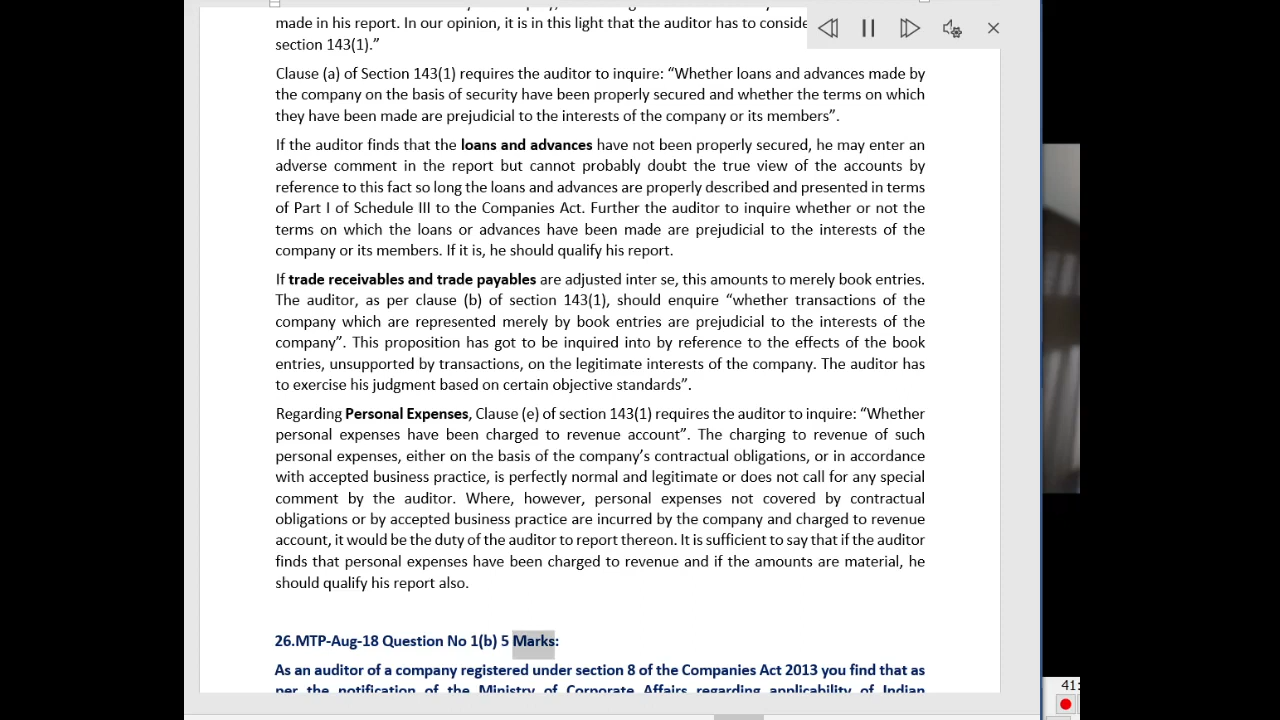 made in his report. In our opinion, it is in this light that the auditor has to
section 143(1).”
Clause (a) of Section 143(1) requires the auditor to inquire: “Whether loans and advances made by
the company on the basis of security have been properly secured and whether the terms on which
they have been made are prejudicial to the interests of the company or its members”.
If the auditor finds that the loans and advances have not been properly secured, he may enter an
adverse comment in the report but cannot probably doubt the true view of the accounts by
reference to this fact so long the loans and advances are properly described and presented in terms
of Part I of Schedule III to the Companies Act. Further the auditor to inquire whether or not the
terms on which the loans or advances have been made are prejudicial to the interests of the
company or its members. If it is, he should qualify his report.
If trade receivables and trade payables are adjusted inter se, this amounts to merely book entries.
The auditor, as per clause (b) of section 143(1), should enquire “whether transactions of the
company which are represented merely by book entries are prejudicial to the interests of the
company”. This proposition has got to be inquired into by reference to the effects of the book
entries, unsupported by transactions, on the legitimate interests of the company. The auditor has
to exercise his judgment based on certain objective standards”.
Regarding Personal Expenses, Clause (e) of section 143(1) requires the auditor to inquire: “Whether
personal expenses have been charged to revenue account”. The charging to revenue of such
personal expenses, either on the basis of the company’s contractual obligations, or in accordance
with accepted business practice, is perfectly normal and legitimate or does not call for any special
comment by the auditor. Where, however, personal expenses not covered by contractual
obligations or by accepted business practice are incurred by the company and charged to revenue
account, it would be the duty of the auditor to report thereon. It is sufficient to say that if the auditor
finds that personal expenses have been charged to revenue and if the amounts are material, he
should qualify his report also.
26.MTP-Aug-18 Question No 1(b) 5 Marks:
As an auditor of a company registered under section 8 of the Companies Act 2013 you find that as
per the notification of the Ministry of Corporate Affairs regarding applicability of Indian
41: